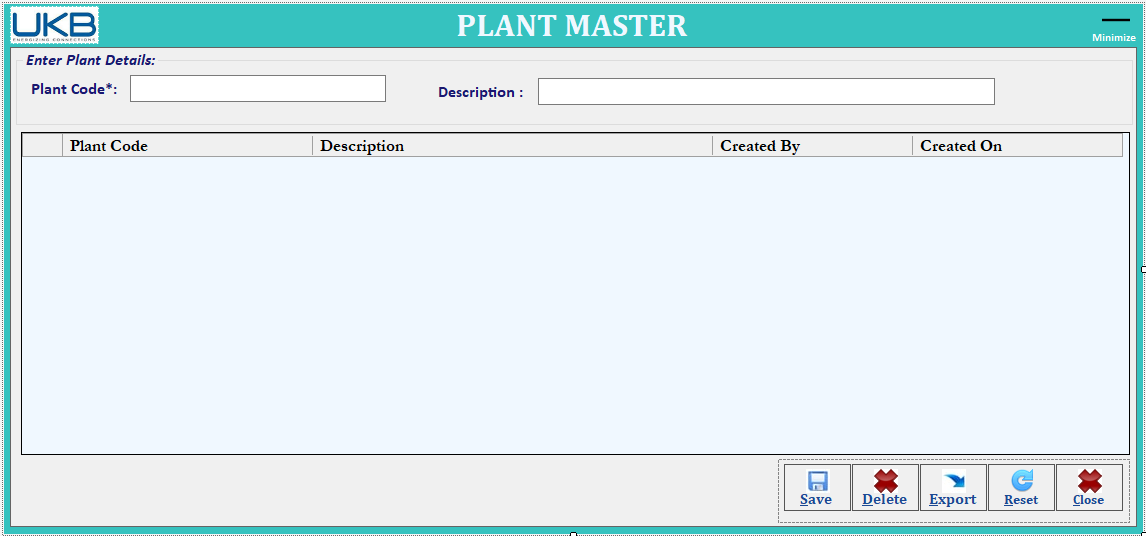 UKB
ENERGIZING CONNECTIONS
PLANT MASTER
Minimize
Enter Plant Details:
Plant Code*:
Description :
Plant Code Description Created By Created On
Save Delete Export Reset Close